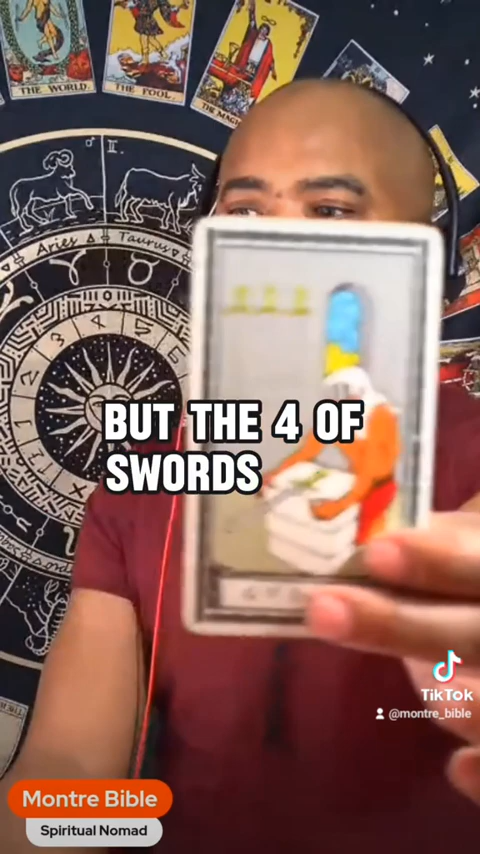 THE WORLD.
THE FOOL.
THE MAGI
Aries
Taurus
BUT THE 4 OF
SWORDS
TikTok
@montre_bible
Montre Bible
Spiritual Nomad